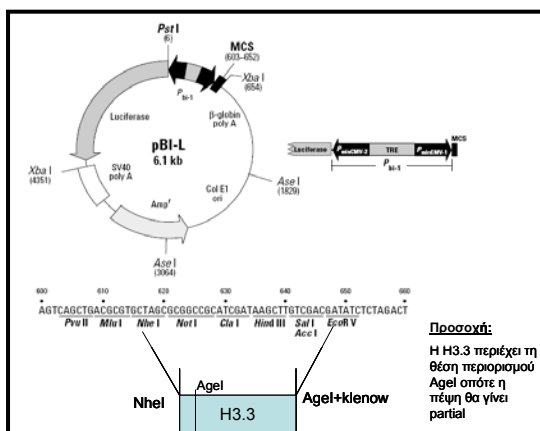 Pst I
(6)
MCS
(603–652)
Xba I
(654)
P bi-1
Luciferase
β-globin
poly A
pBI-L
6.1 kb
Xba I
(4351)
SV40
poly A
Col E1
ori
Ase I
(1829)
Ampʳ
Ase I
(3064)
MCS
Luciferase
PminCMV-2
TRE
PminCMV-1
P bi-1
600 610 620 630 640 650 660
AGTCAGCTGACGCGTGCTAGCGCGGCCGCATCGATAAGCTTGTCGACGATATCTCTAGACT
Pvu II Mlu I Nhe I Not I Cla I Hind III Sal I EcoR V
Acc I
NheI
AgeI
H3.3
AgeI+klenow
Προσοχή:
Η Η3.3 περιέχει τη
θέση περιορισμού
AgeI οπότε η
πέψη θα γίνει
partial